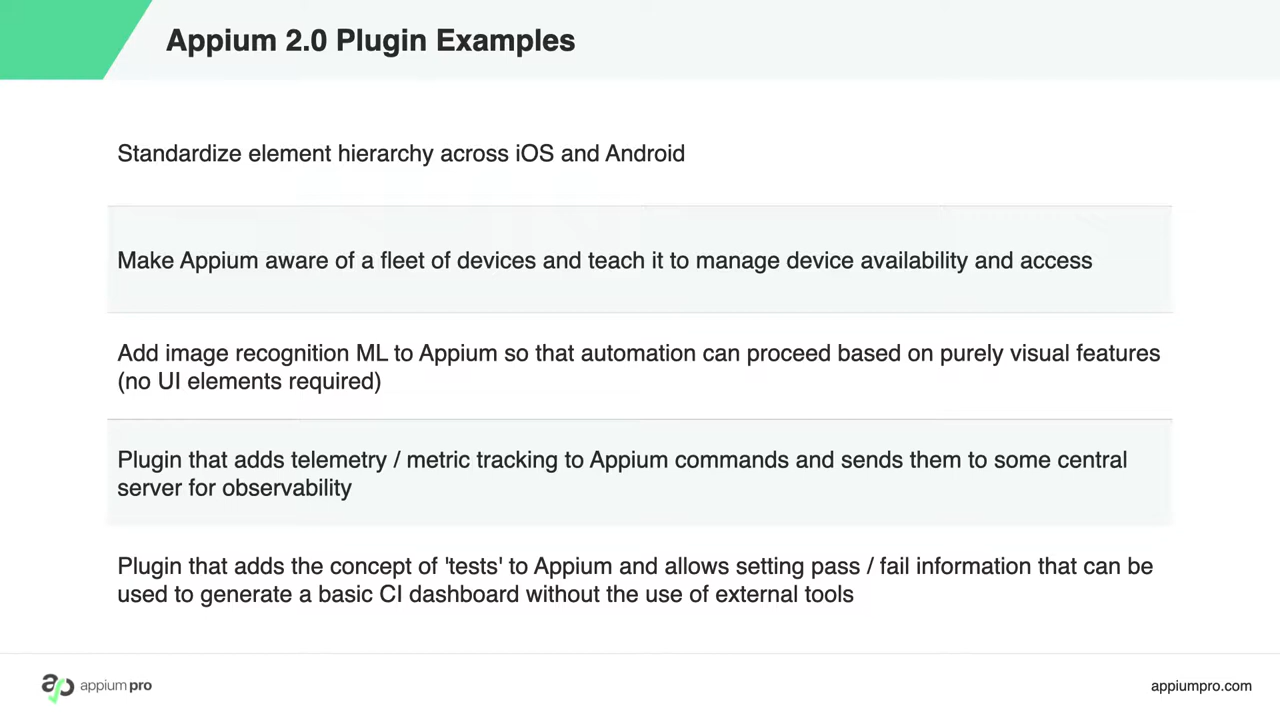 Appium 2.0 Plugin Examples
Standardize element hierarchy across iOS and Android
Make Appium aware of a fleet of devices and teach it to manage device availability and access
Add image recognition ML to Appium so that automation can proceed based on purely visual features
(no UI elements required)
Plugin that adds telemetry / metric tracking to Appium commands and sends them to some central
server for observability
Plugin that adds the concept of 'tests' to Appium and allows setting pass / fail information that can be
used to generate a basic CI dashboard without the use of external tools
ap appium pro
appiumpro.com